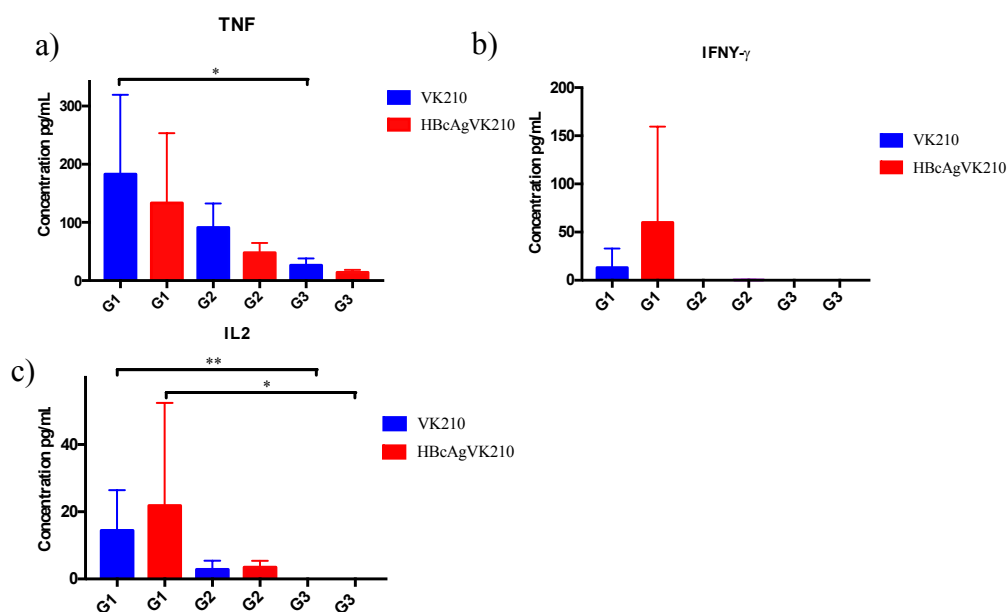 TNF
a)
*
300
200
100
0
Concentration pg/mL
G1 G1 G2 G2 G3 G3
VK210
HBcAgVK210
b)
IFNY-γ
200
150
100
50
0
Concentration pg/mL
G1 G1 G2 G2 G3 G3
VK210
HBcAgVK210
IL2
c)
**
*
40
20
0
Concentration pg/mL
G1 G1 G2 G2 G3 G3
VK210
HBcAgVK210